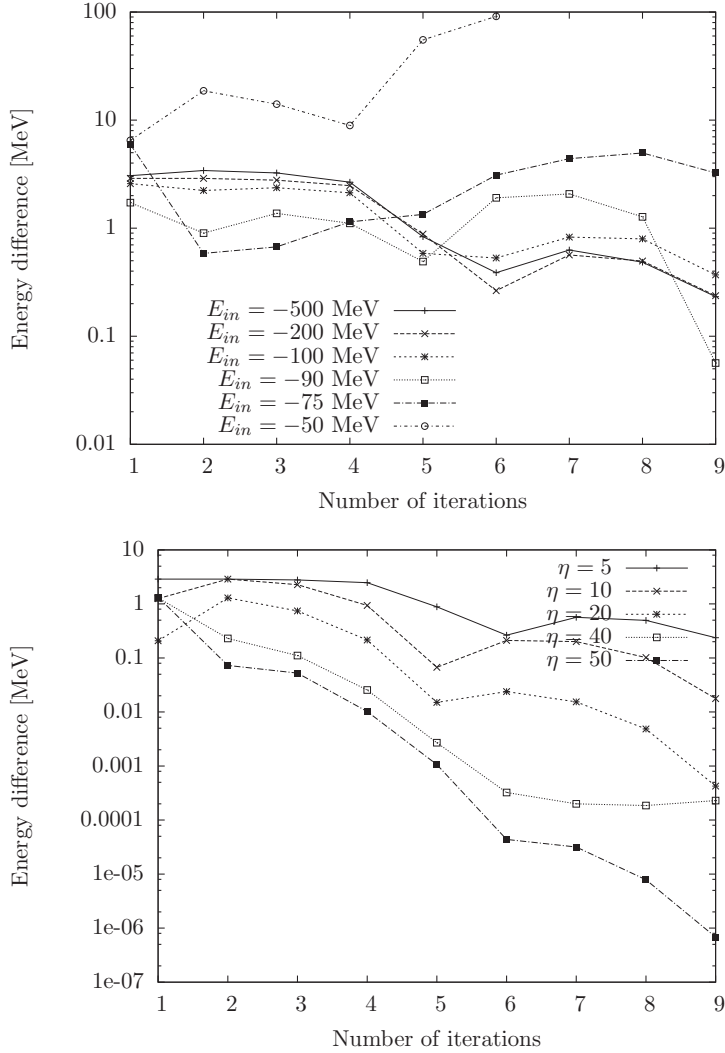 100
10
1
0.1
0.01
Energy difference [MeV]
E_in = −500 MeV
E_in = −200 MeV
E_in = −100 MeV
E_in = −90 MeV
E_in = −75 MeV
E_in = −50 MeV
1 2 3 4 5 6 7 8 9
Number of iterations
10
1
0.1
0.01
0.001
0.0001
1e-05
1e-06
1e-07
Energy difference [MeV]
η = 5
η = 10
η = 20
η = 40
η = 50
1 2 3 4 5 6 7 8 9
Number of iterations